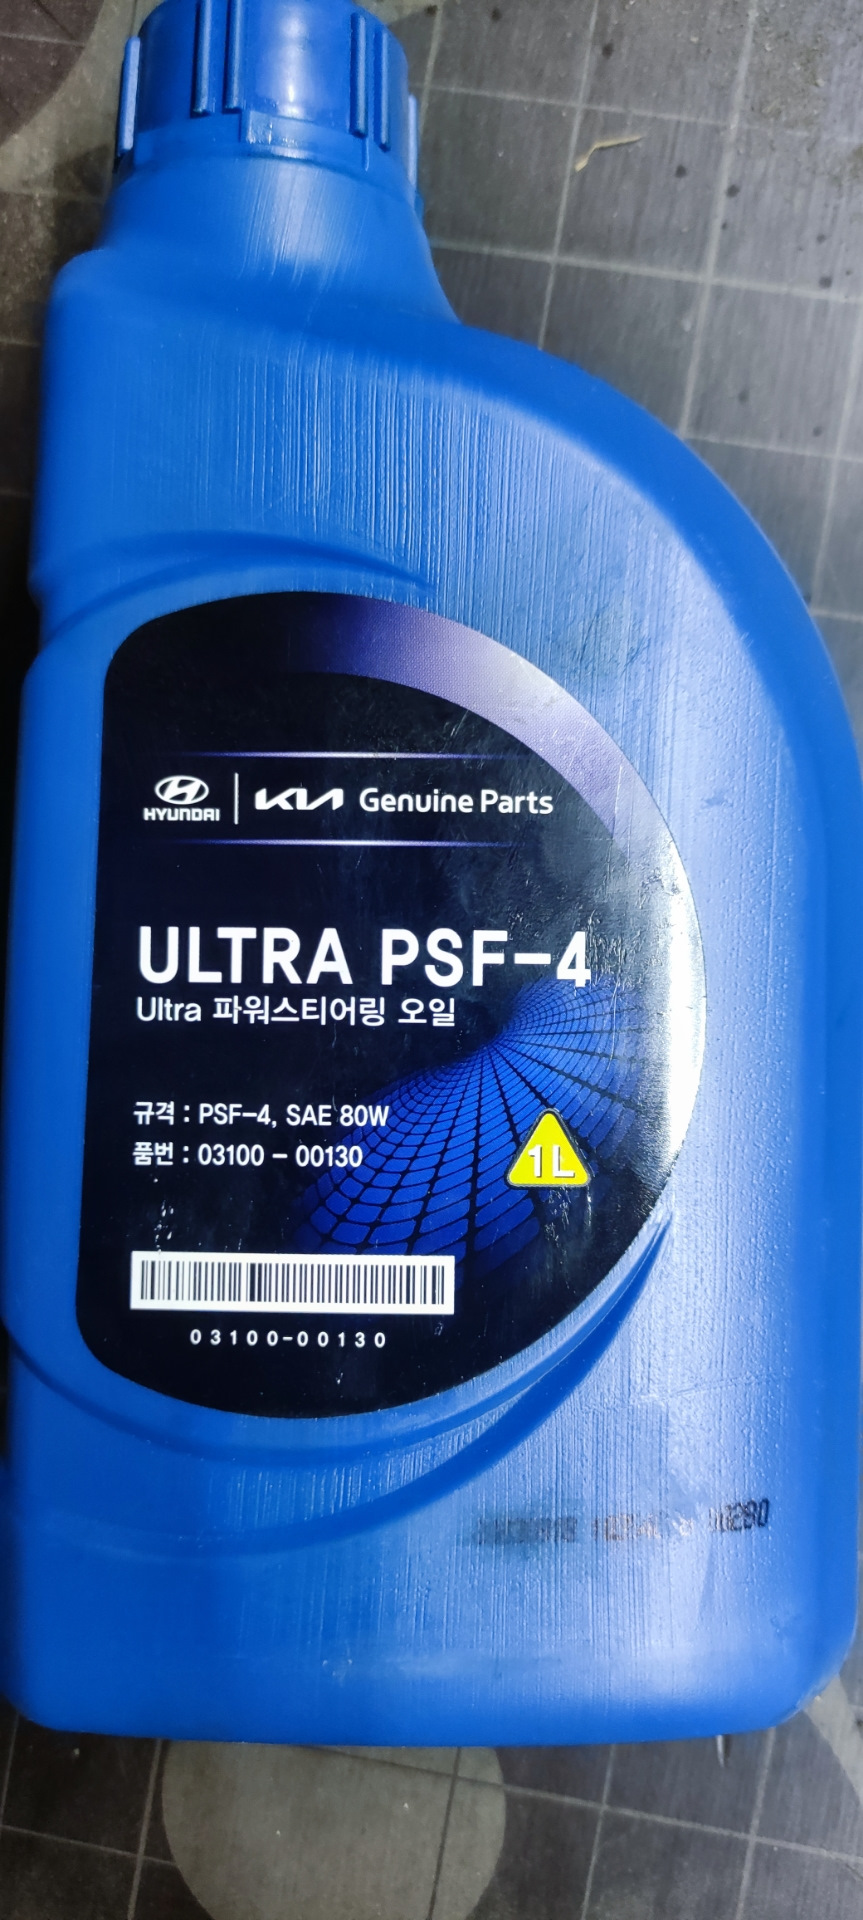 HYUNDAI KIA Genuine Parts
ULTRA PSF-4
Ultra 파워스티어링 오일
규격 : PSF-4, SAE 80W
품번 : 03100 - 00130
1L
03100-00130